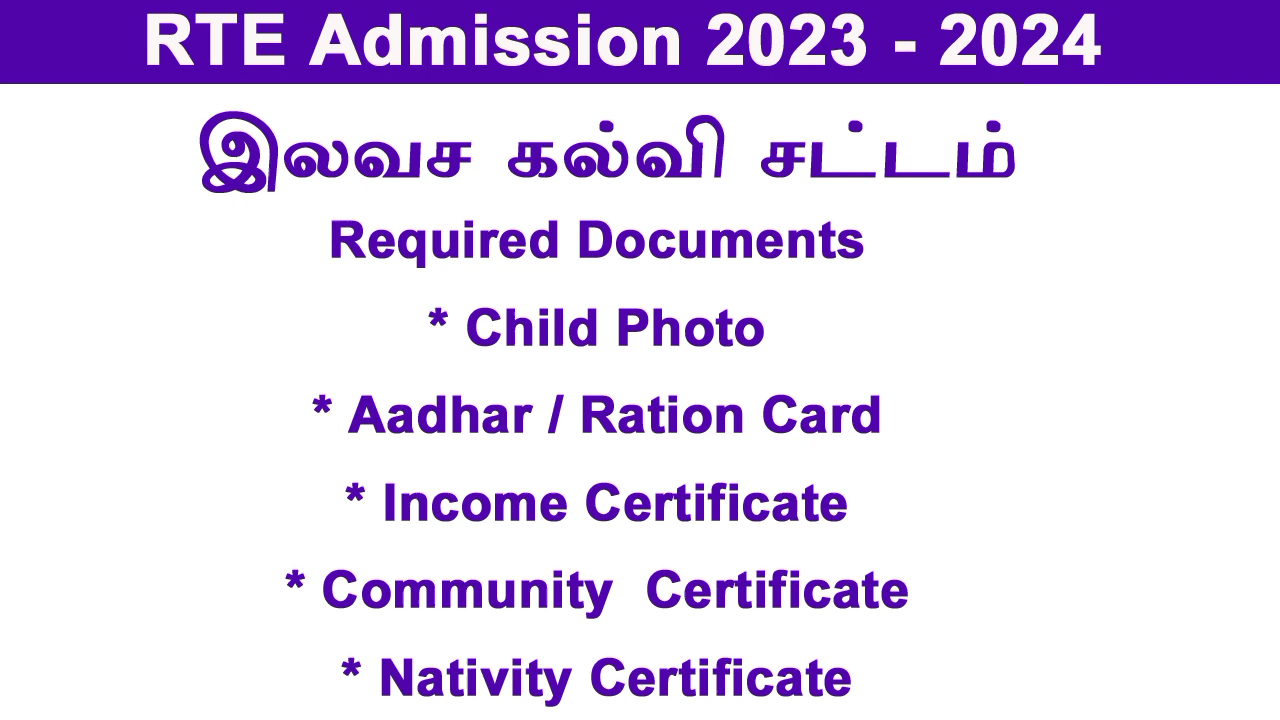 RTE Admission 2023 - 2024
இலவச கல்வி சட்டம்
Required Documents
* Child Photo
* Aadhar / Ration Card
* Income Certificate
* Community Certificate
* Nativity Certificate